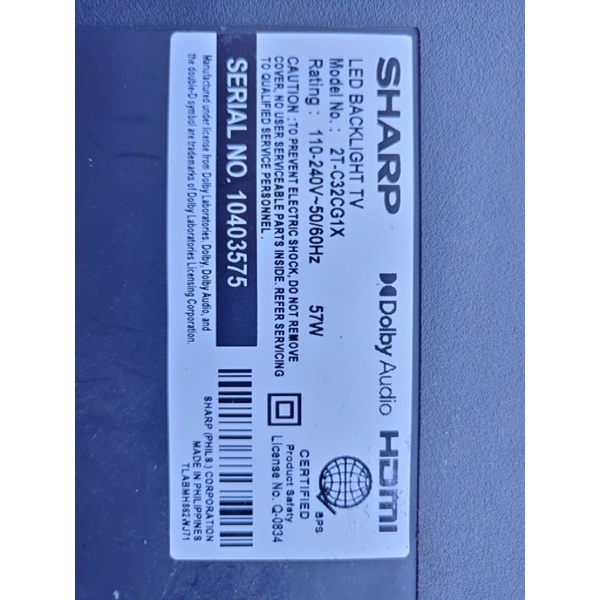 SHARP
Dolby Audio
HDMI
LED BACKLIGHT TV
Model No. : 2T-C32CG1X
Rating : 110-240V~50/60Hz 57W
CAUTION :TO PREVENT ELECTRIC SHOCK, DO NOT REMOVE
COVER, NO USER SERVICEABLE PARTS INSIDE. REFER SERVICING
TO QUALIFIED SERVICE PERSONNEL.
BPS
CERTIFIED
Product Safety
License No. Q-0834
SERIAL NO. 10403575
Manufactured under license from Dolby Laboratories. Dolby, Dolby Audio, and
the double-D symbol are trademarks of Dolby Laboratories Licensing Corporation.
SHARP (PHILS.) CORPORATION
MADE IN PHILIPPINES